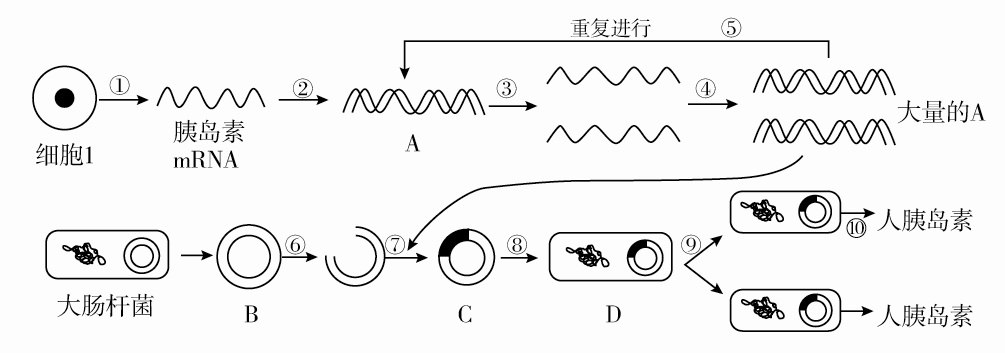 重复进行 ⑤
① ② ③ ④
细胞1
胰岛素
mRNA
A
大量的A
⑥ ⑦ ⑧ ⑨ ⑩
人胰岛素
大肠杆菌
B
C
D
人胰岛素